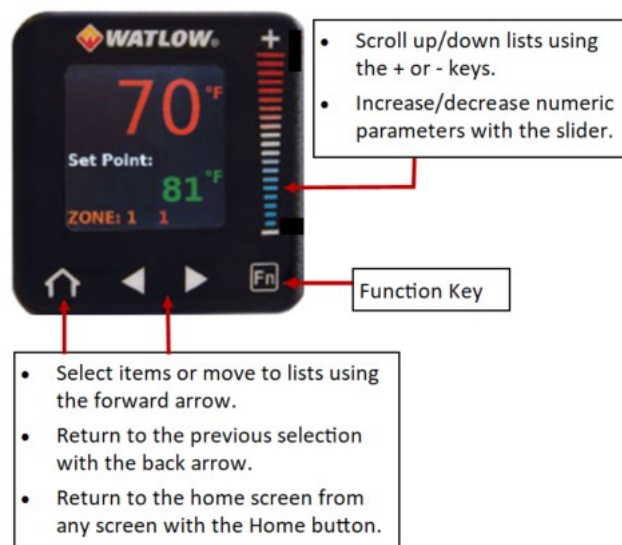 WATLOW®
+
70 °F
Set Point:
81 °F
ZONE: 1 1
Fn
• Scroll up/down lists using
the + or - keys.
• Increase/decrease numeric
parameters with the slider.
Function Key
• Select items or move to lists using
the forward arrow.
• Return to the previous selection
with the back arrow.
• Return to the home screen from
any screen with the Home button.